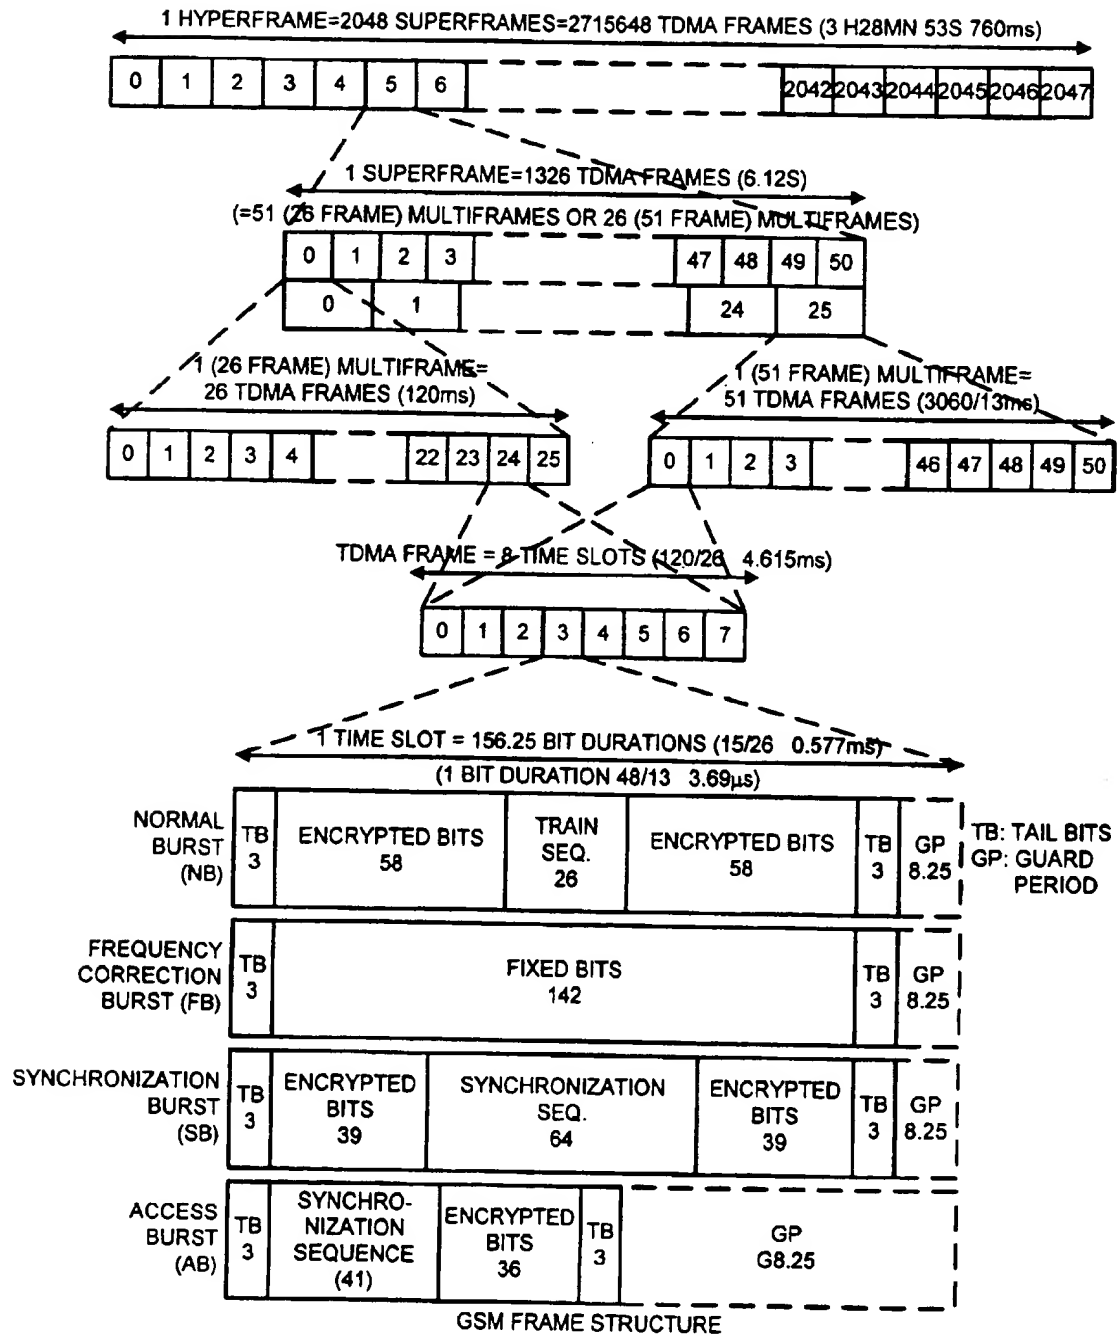 1 HYPERFRAME=2048 SUPERFRAMES=2715648 TDMA FRAMES (3 H28MN 53S 760ms)
0 1 2 3 4 5 6 2042 2043 2044 2045 2046 2047
1 SUPERFRAME=1326 TDMA FRAMES (6.12S)
(=51 (26 FRAME) MULTIFRAMES OR 26 (51 FRAME) MULTIFRAMES)
0 1 2 3 47 48 49 50
0 1 24 25
1 (26 FRAME) MULTIFRAME=
26 TDMA FRAMES (120ms)
1 (51 FRAME) MULTIFRAME=
51 TDMA FRAMES (3060/13ms)
0 1 2 3 4 22 23 24 25
0 1 2 3 46 47 48 49 50
TDMA FRAME = 8 TIME SLOTS (120/26 4.615ms)
0 1 2 3 4 5 6 7
1 TIME SLOT = 156.25 BIT DURATIONS (15/26 0.577ms)
(1 BIT DURATION 48/13 3.69µs)
NORMAL
BURST
(NB)
TB
3
ENCRYPTED BITS
58
TRAIN
SEQ.
26
ENCRYPTED BITS
58
TB
3
GP
8.25
TB: TAIL BITS
GP: GUARD
PERIOD
FREQUENCY
CORRECTION
BURST (FB)
TB
3
FIXED BITS
142
TB
3
GP
8.25
SYNCHRONIZATION
BURST
(SB)
TB
3
ENCRYPTED
BITS
39
SYNCHRONIZATION
SEQ.
64
ENCRYPTED
BITS
39
TB
3
GP
8.25
ACCESS
BURST
(AB)
TB
3
SYNCHRO-
NIZATION
SEQUENCE
(41)
ENCRYPTED
BITS
36
TB
3
GP
G8.25
GSM FRAME STRUCTURE